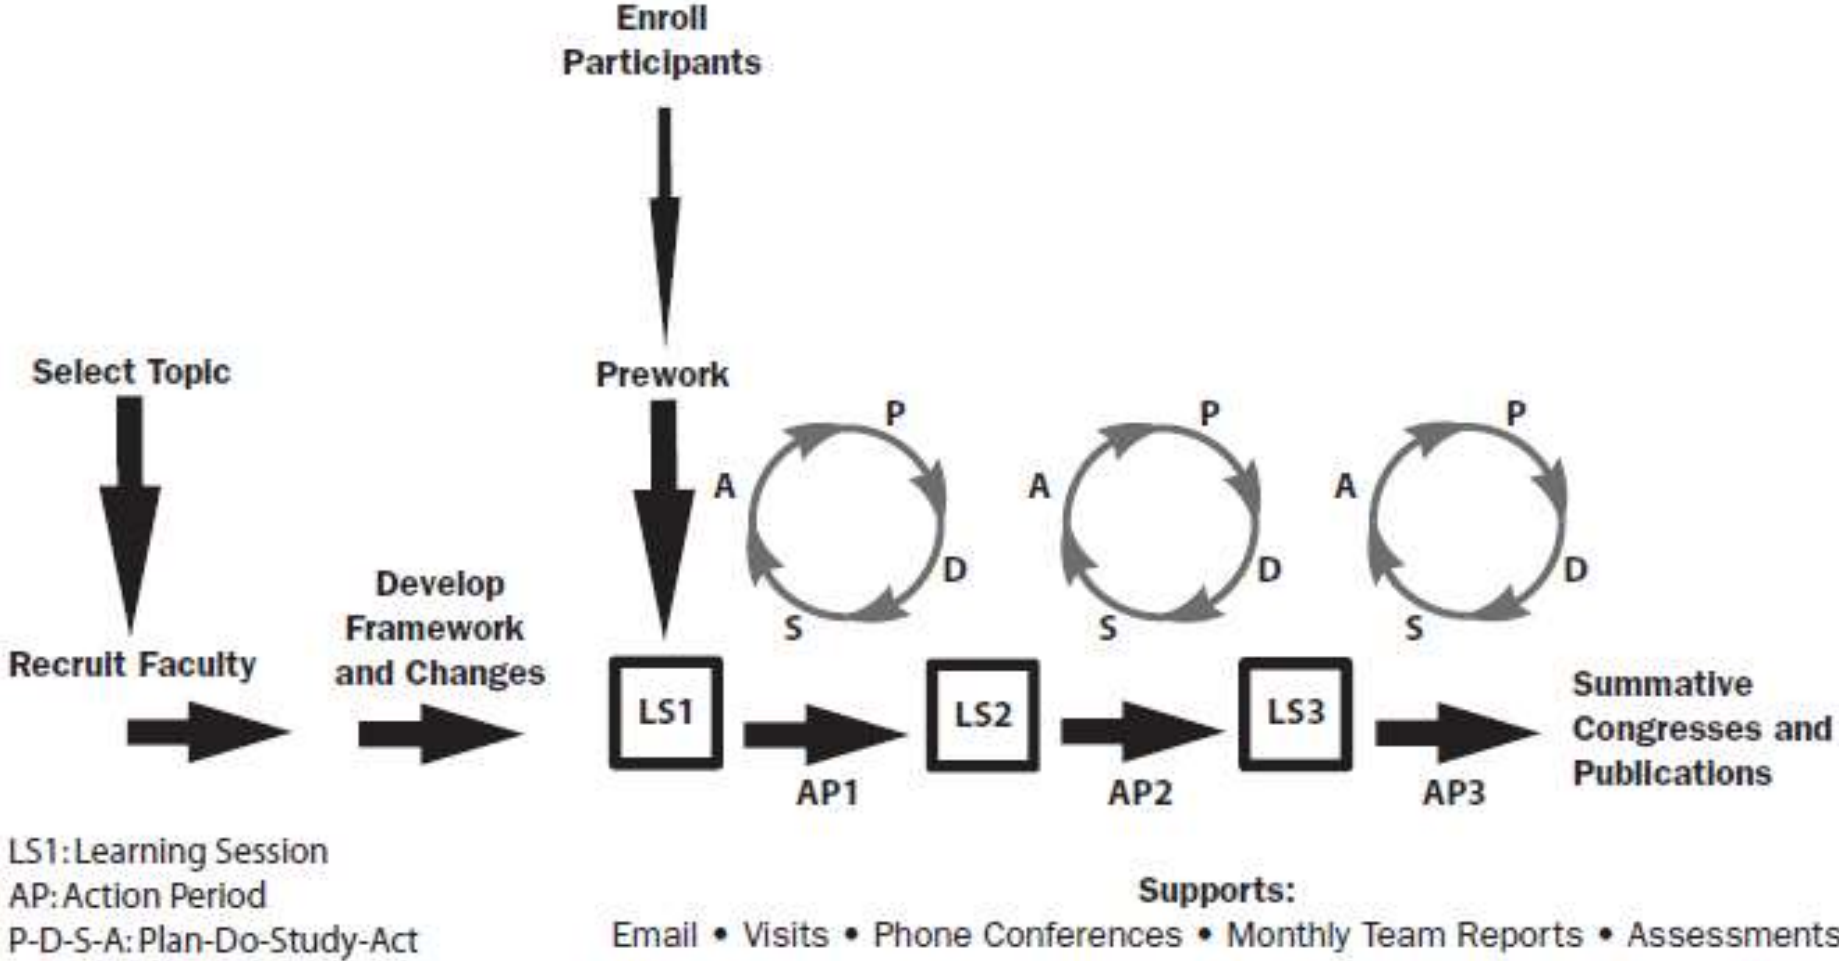 Enroll
Participants
Select Topic
Prework
P
A
D
S
P
A
D
S
P
A
D
S
Recruit Faculty
Develop
Framework
and Changes
LS1
AP1
LS2
AP2
LS3
AP3
Summative
Congresses and
Publications
LS1: Learning Session
AP: Action Period
P-D-S-A: Plan-Do-Study-Act
Supports:
Email • Visits • Phone Conferences • Monthly Team Reports • Assessments